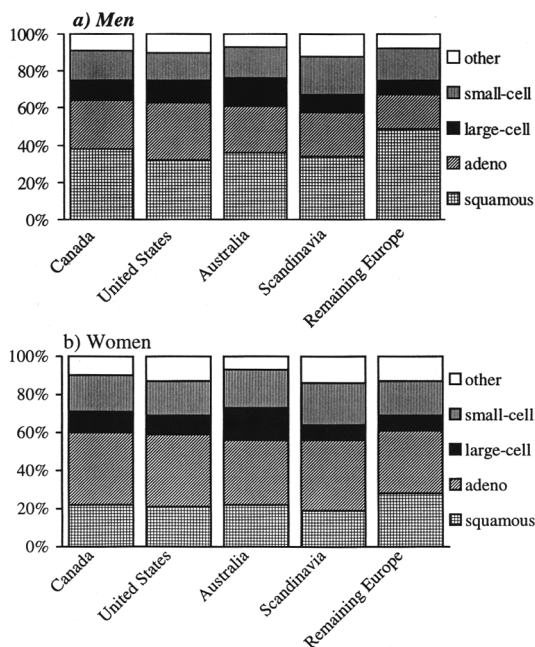 a) Men
100%
80%
60%
40%
20%
0%
other
small-cell
large-cell
adeno
squamous
Canada
United States
Australia
Scandinavia
Remaining Europe
b) Women
100%
80%
60%
40%
20%
0%
other
small-cell
large-cell
adeno
squamous
Canada
United States
Australia
Scandinavia
Remaining Europe